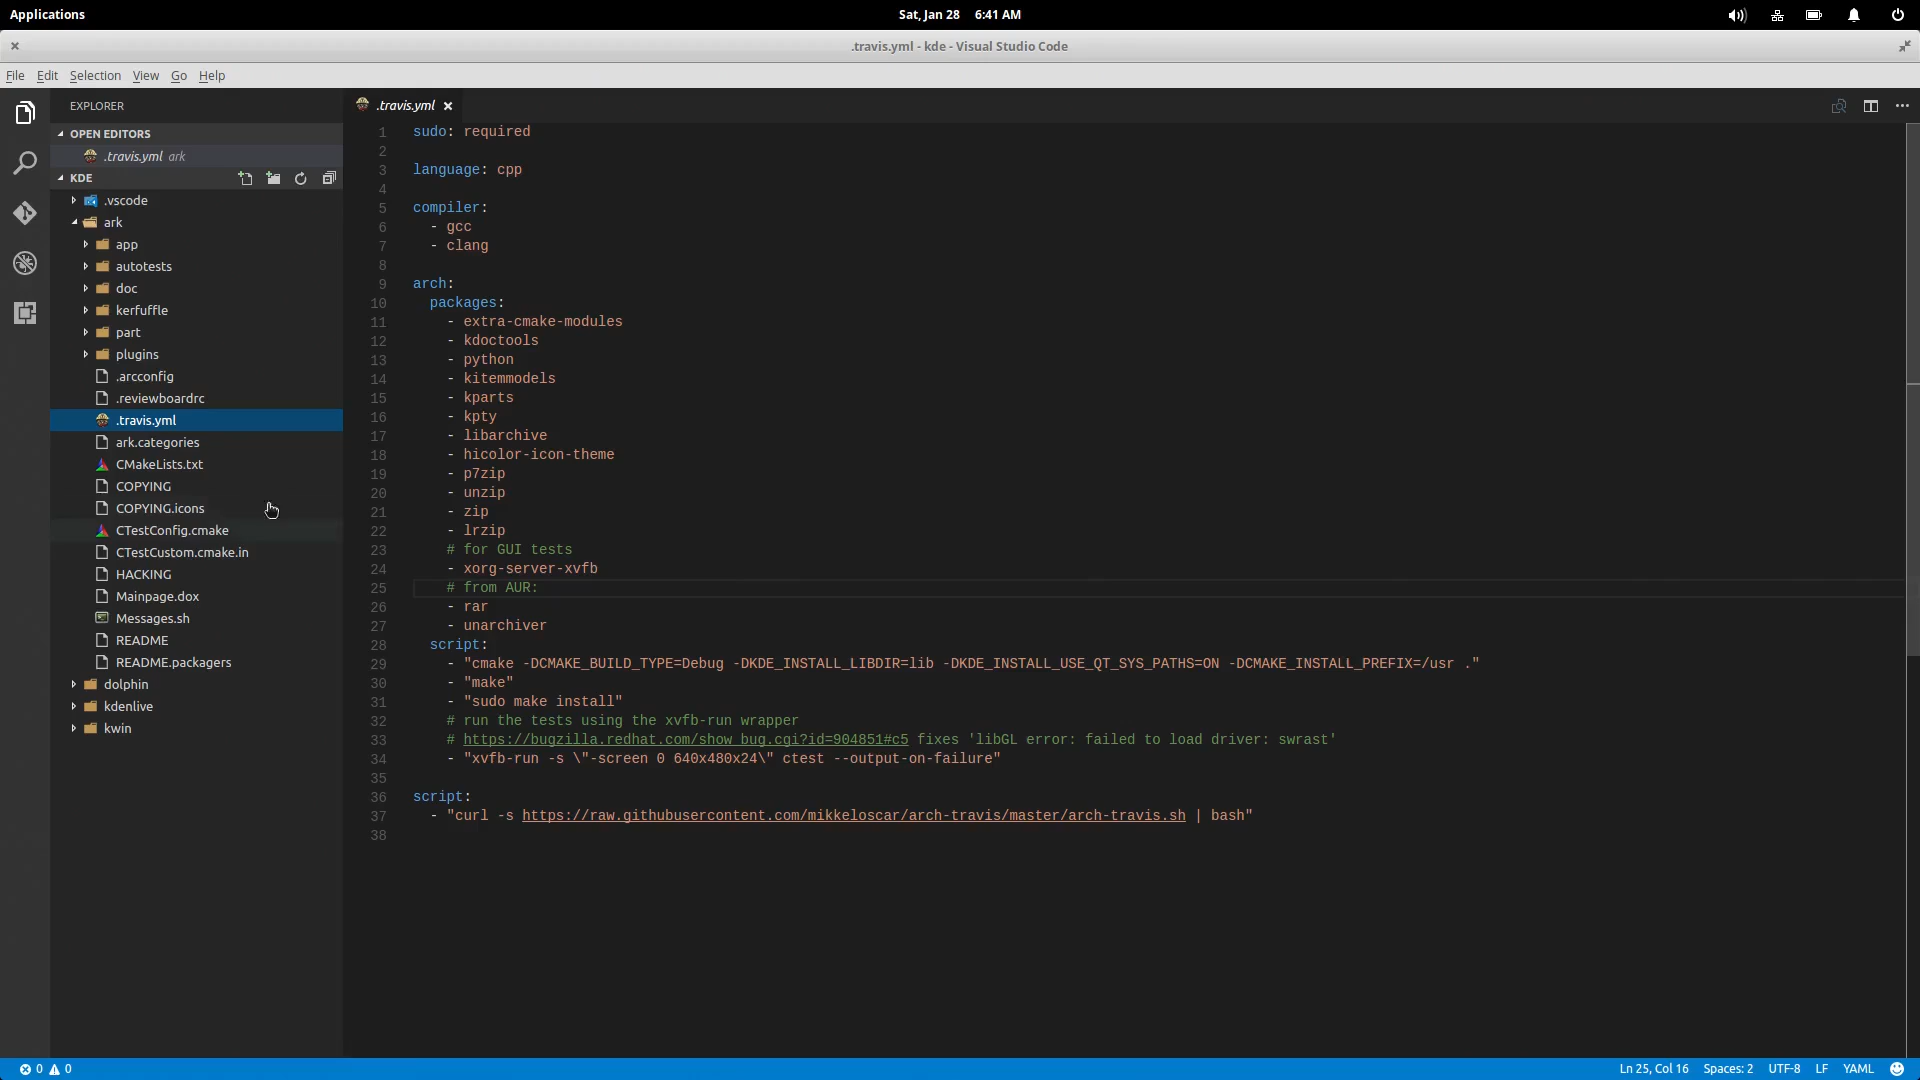 Applications
Sat, Jan 28 6:41 AM
.travis.yml - kde - Visual Studio Code
File Edit Selection View Go Help
EXPLORER
OPEN EDITORS
.travis.yml ark
KDE
.vscode
ark
app
autotests
doc
kerfuffle
part
plugins
.arcconfig
.reviewboardrc
.travis.yml
ark.categories
CMakeLists.txt
COPYING
COPYING.icons
CTestConfig.cmake
CTestCustom.cmake.in
HACKING
Mainpage.dox
Messages.sh
README
README.packagers
dolphin
kdenlive
kwin
.travis.yml
1 sudo: required
2
3 language: cpp
4
5 compiler:
6   - gcc
7   - clang
8
9 arch:
10   packages:
11     - extra-cmake-modules
12     - kdoctools
13     - python
14     - kitemmodels
15     - kparts
16     - kpty
17     - libarchive
18     - hicolor-icon-theme
19     - p7zip
20     - unzip
21     - zip
22     - lrzip
23     # for GUI tests
24     - xorg-server-xvfb
25     # from AUR:
26     - rar
27     - unarchiver
28   script:
29     - "cmake -DCMAKE_BUILD_TYPE=Debug -DKDE_INSTALL_LIBDIR=lib -DKDE_INSTALL_USE_QT_SYS_PATHS=ON -DCMAKE_INSTALL_PREFIX=/usr ."
30     - "make"
31     - "sudo make install"
32     # run the tests using the xvfb-run wrapper
33     # https://bugzilla.redhat.com/show_bug.cgi?id=904851#c5 fixes 'libGL error: failed to load driver: swrast'
34     - "xvfb-run -s \"-screen 0 640x480x24\" ctest --output-on-failure"
35
36 script:
37   - "curl -s https://raw.githubusercontent.com/mikkeloscar/arch-travis/master/arch-travis.sh | bash"
38
0 0
Ln 25, Col 16 Spaces: 2 UTF-8 LF YAML